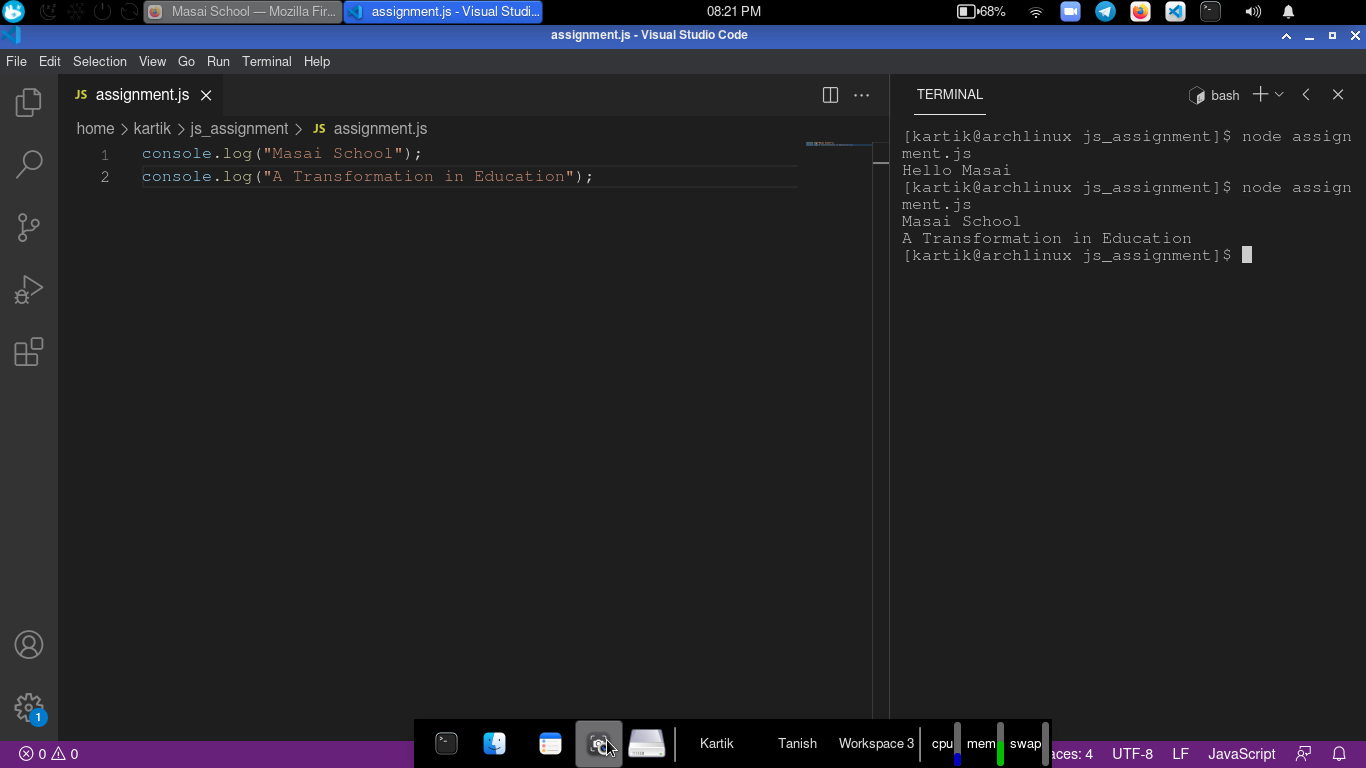 Masai School — Mozilla Fir...
assignment.js - Visual Studi...
08:21 PM
68%
assignment.js - Visual Studio Code
File Edit Selection View Go Run Terminal Help
JS assignment.js
home > kartik > js_assignment > JS assignment.js
1 console.log("Masai School");
2 console.log("A Transformation in Education");
TERMINAL
bash
[kartik@archlinux js_assignment]$ node assign
ment.js
Hello Masai
[kartik@archlinux js_assignment]$ node assign
ment.js
Masai School
A Transformation in Education
[kartik@archlinux js_assignment]$
1
0 0
Kartik Tanish Workspace 3 cpu mem swap
aces: 4 UTF-8 LF JavaScript